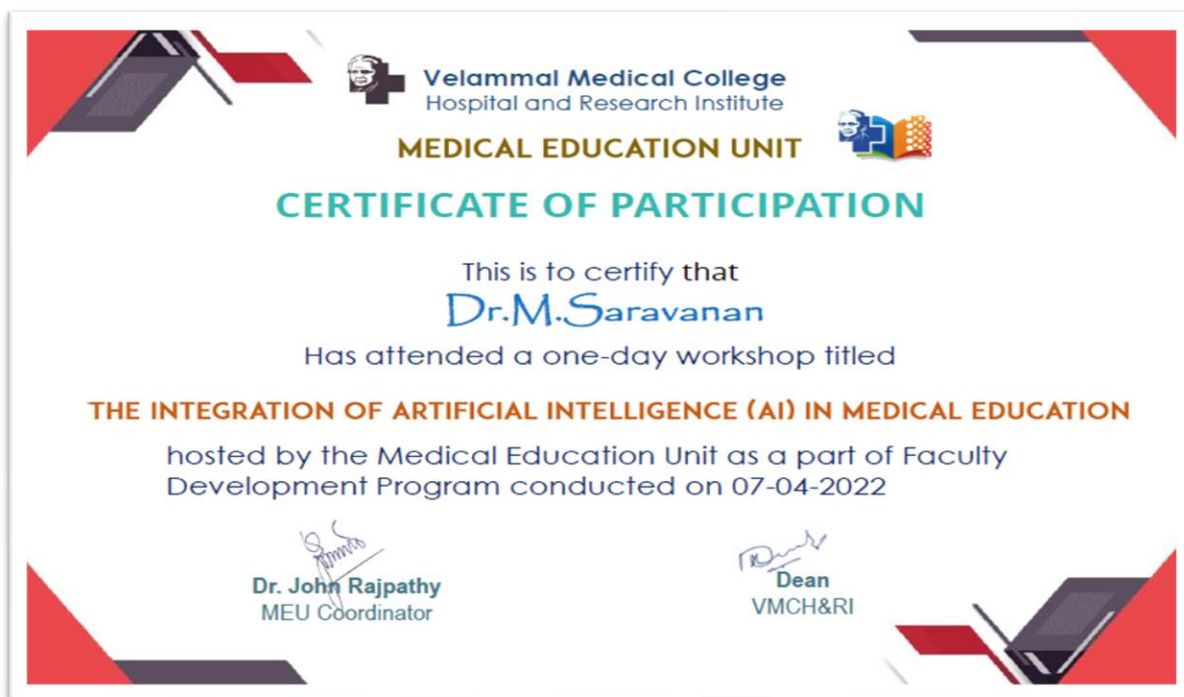 Velammal Medical College
Hospital and Research Institute
MEDICAL EDUCATION UNIT
CERTIFICATE OF PARTICIPATION
This is to certify that
Dr.M.Saravanan
Has attended a one-day workshop titled
THE INTEGRATION OF ARTIFICIAL INTELLIGENCE (AI) IN MEDICAL EDUCATION
hosted by the Medical Education Unit as a part of Faculty
Development Program conducted on 07-04-2022
Dr. John Rajpathy
MEU Coordinator
Dean
VMCH&RI